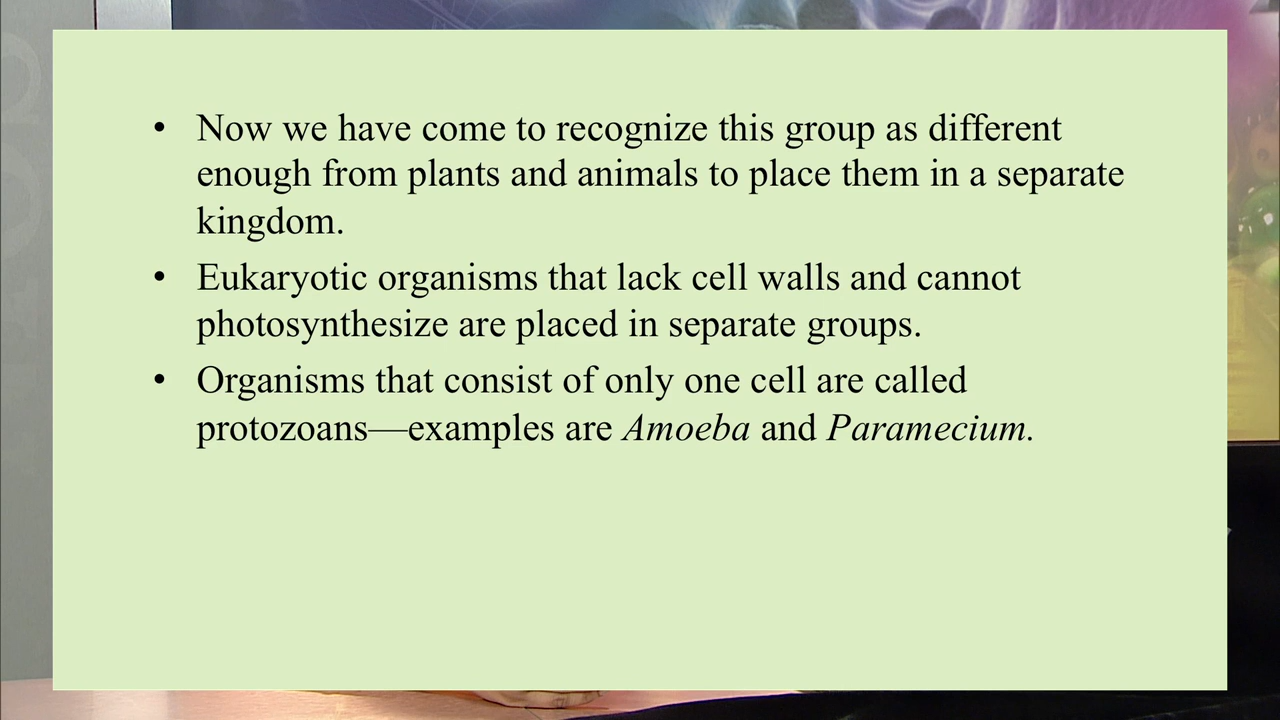 • Now we have come to recognize this group as different
enough from plants and animals to place them in a separate
kingdom.
• Eukaryotic organisms that lack cell walls and cannot
photosynthesize are placed in separate groups.
• Organisms that consist of only one cell are called
protozoans—examples are Amoeba and Paramecium.